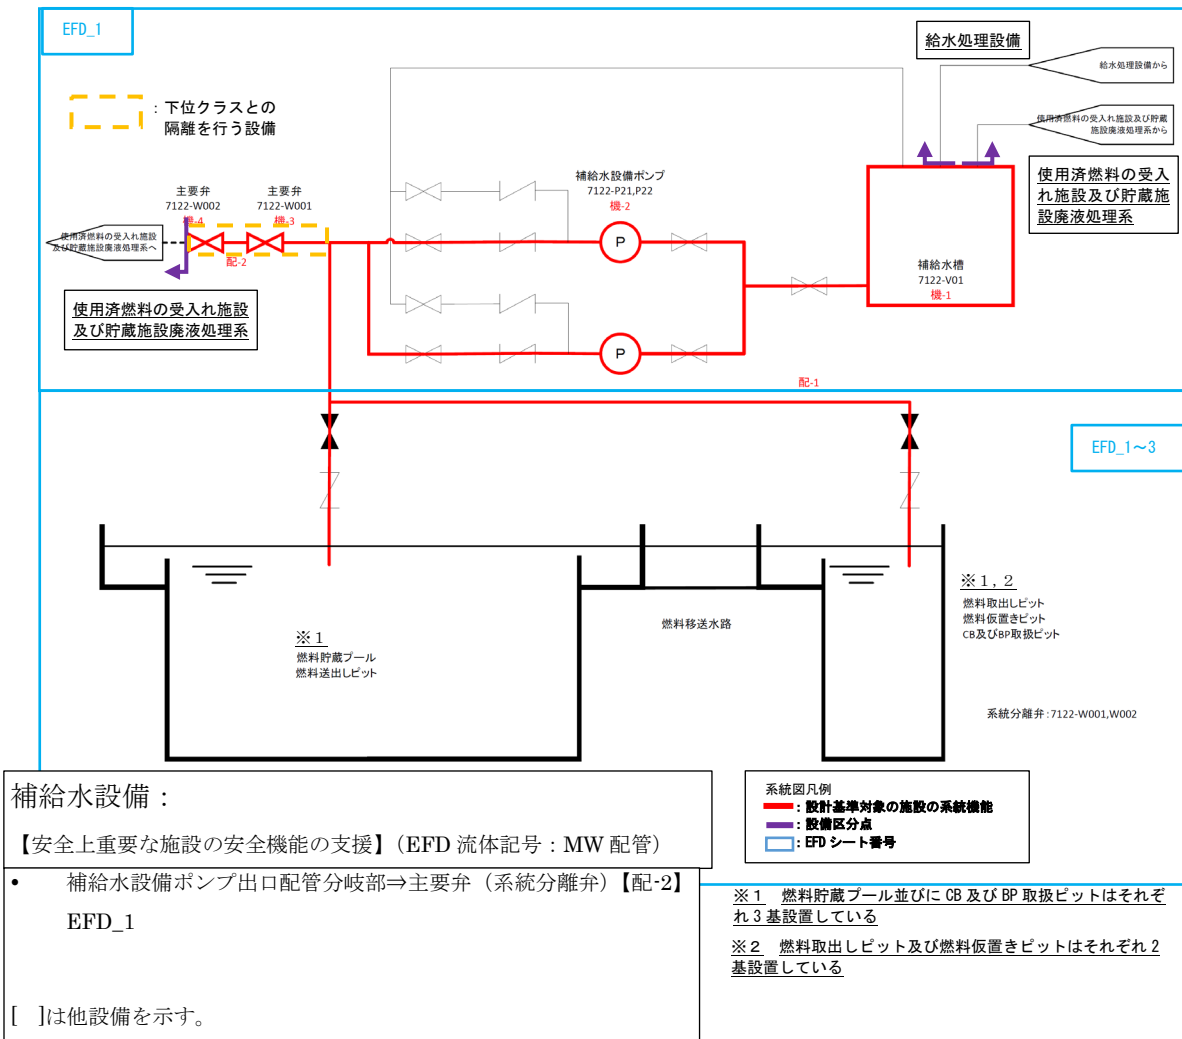 EFD_1
：下位クラスとの
隔離を行う設備
給水処理設備
給水処理設備から
使用済燃料の受入れ施設及び貯蔵
施設廃液処理系から
使用済燃料の受入
れ施設及び貯蔵施
設廃液処理系
補給水設備ポンプ
7122-P21,P22
機-2
P
P
補給水槽
7122-V01
機-1
主要弁
7122-W002
機-4
主要弁
7122-W001
機-3
使用済燃料の受入れ施設
及び貯蔵施設廃液処理系へ
配-2
使用済燃料の受入れ施設
及び貯蔵施設廃液処理系
配-1
EFD_1～3
※1
燃料貯蔵プール
燃料送出しピット
燃料移送水路
※1, 2
燃料取出しピット
燃料仮置きピット
CB及びBP取扱ピット
系統分離弁：7122-W001,W002
補給水設備：
【安全上重要な施設の安全機能の支援】（EFD 流体記号：MW 配管）
• 補給水設備ポンプ出口配管分岐部⇒主要弁（系統分離弁）【配-2】
EFD_1
[　]は他設備を示す。
系統図凡例
：設計基準対象の施設の系統機能
：設備区分点
：EFD シート番号
※１　燃料貯蔵プール並びに CB 及び BP 取扱ピットはそれぞ
れ 3 基設置している
※２　燃料取出しピット及び燃料仮置きピットはそれぞれ 2
基設置している